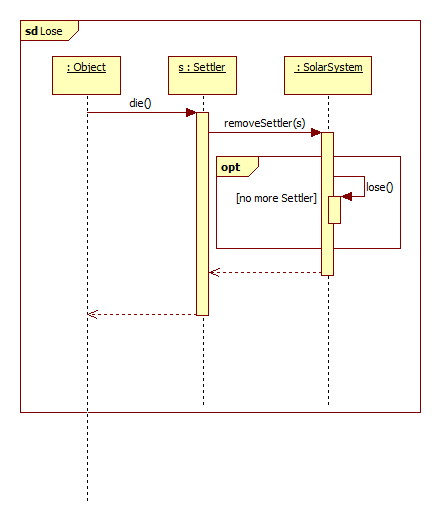 sd Lose
: Object
s : Settler
: SolarSystem
die()
removeSettler(s)
opt
lose()
[no more Settler]